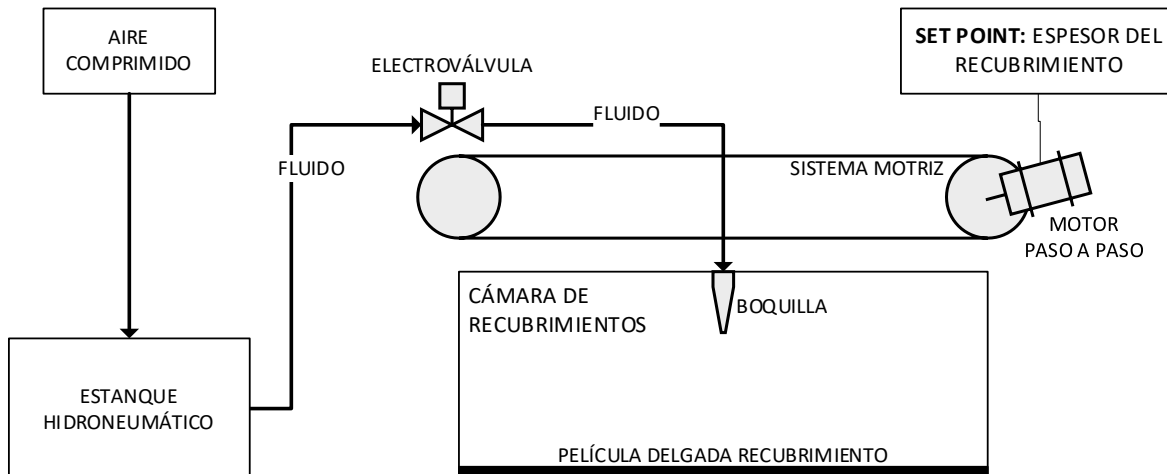 AIRE
COMPRIMIDO
ELECTROVÁLVULA
SET POINT: ESPESOR DEL
RECUBRIMIENTO
FLUIDO
FLUIDO
SISTEMA MOTRIZ
MOTOR
PASO A PASO
CÁMARA DE
RECUBRIMIENTOS
BOQUILLA
ESTANQUE
HIDRONEUMÁTICO
PELÍCULA DELGADA RECUBRIMIENTO